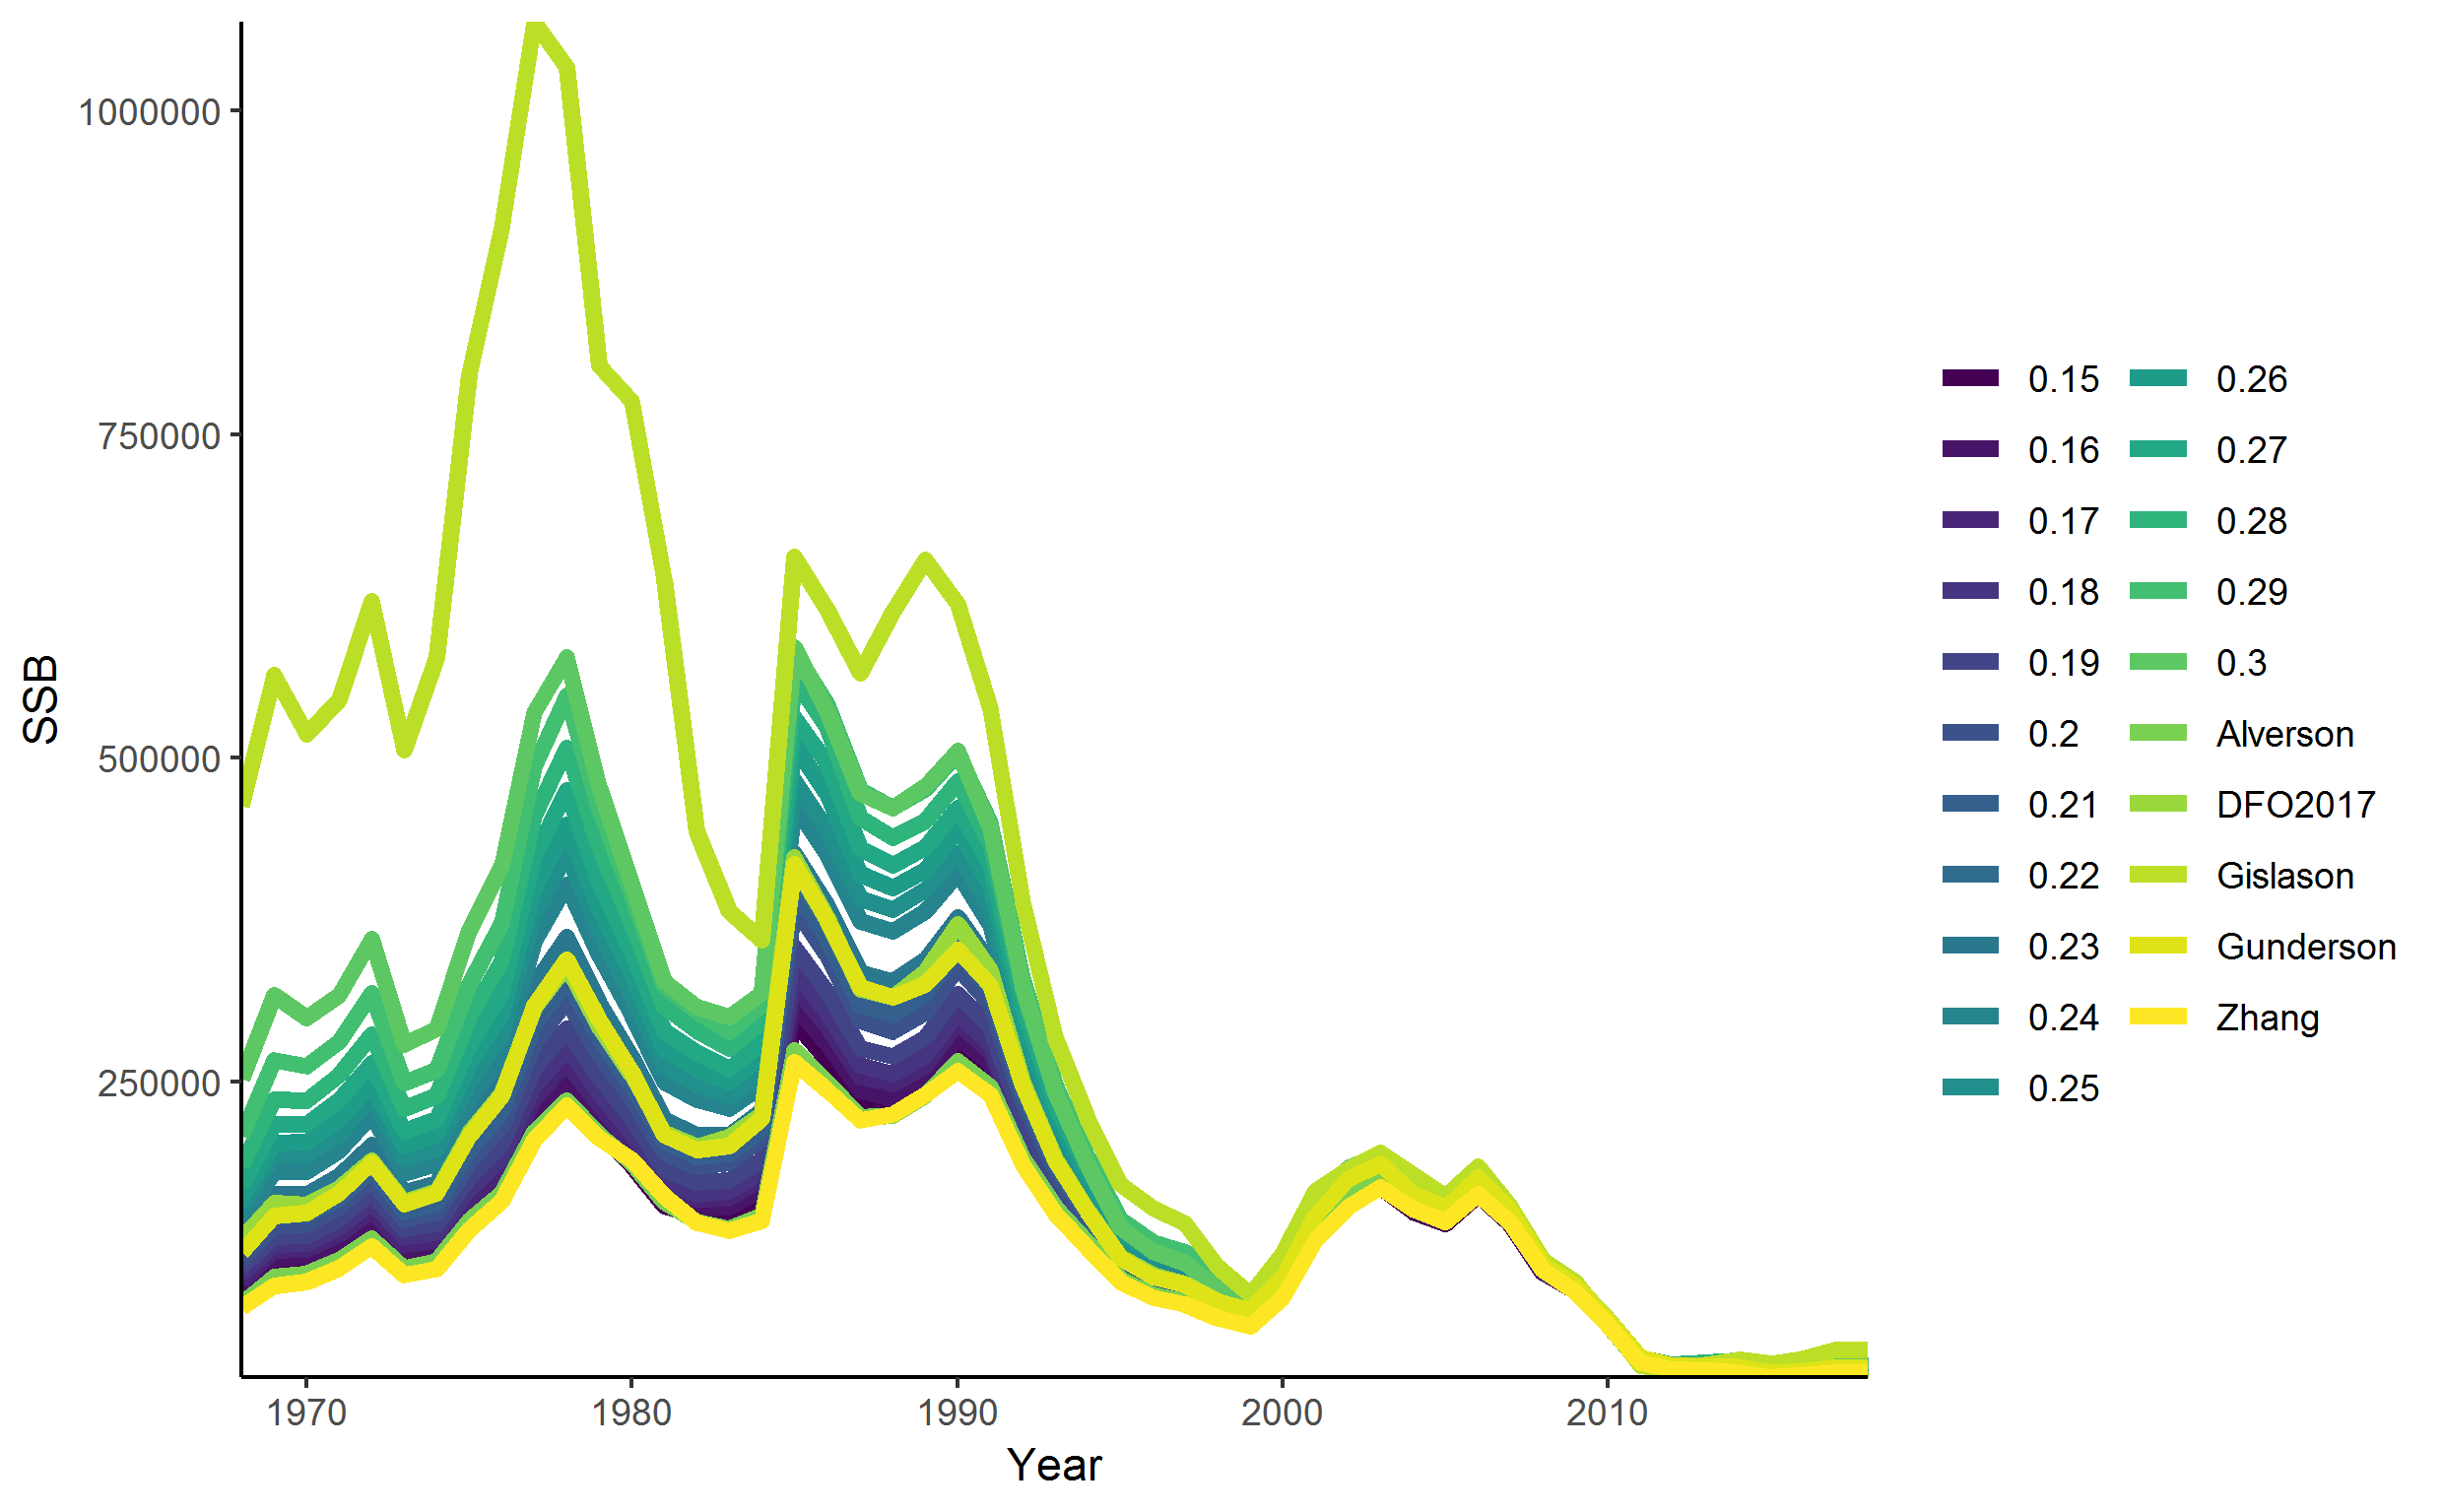 1000000
750000
500000
250000
SSB
1970 1980 1990 2000 2010
Year
0.15 0.26
0.16 0.27
0.17 0.28
0.18 0.29
0.19 0.3
0.2 Alverson
0.21 DFO2017
0.22 Gislason
0.23 Gunderson
0.24 Zhang
0.25